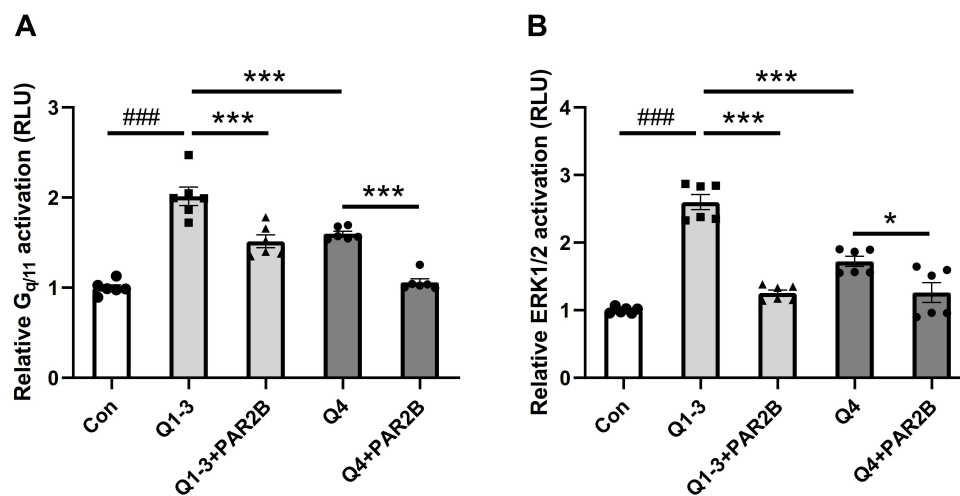 A
Relative Gq/11 activation (RLU)
3
2
1
0
***
###
***
***
Con
Q1-3
Q1-3+PAR2B
Q4
Q4+PAR2B
B
Relative ERK1/2 activation (RLU)
4
3
2
1
0
***
###
***
*
Con
Q1-3
Q1-3+PAR2B
Q4
Q4+PAR2B